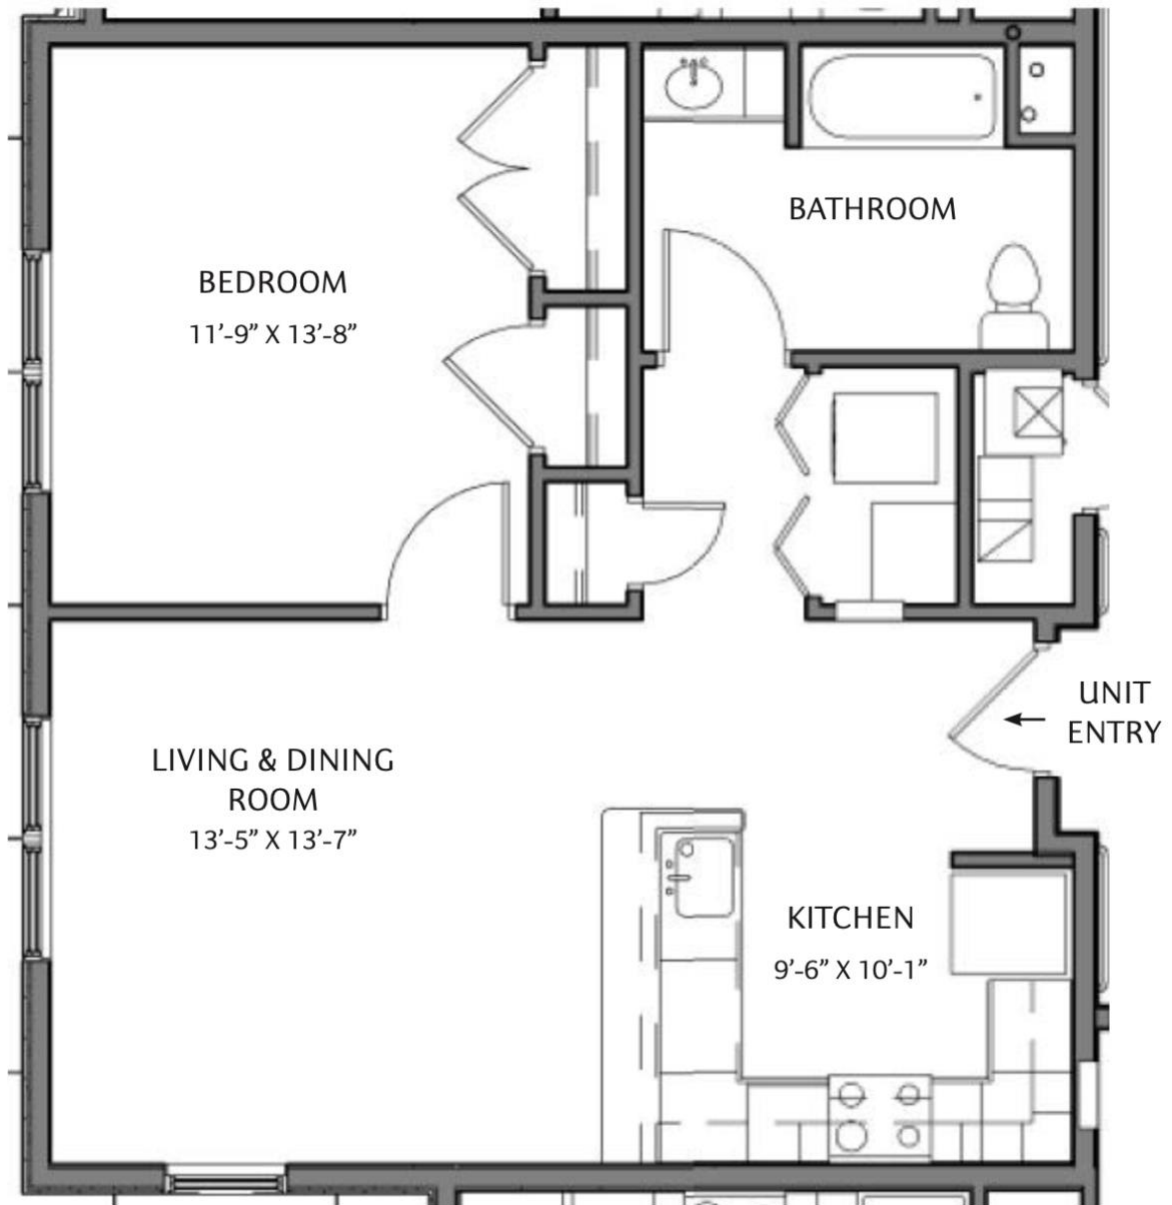 BATHROOM
BEDROOM
11’-9” X 13’-8”
UNIT
ENTRY
LIVING & DINING
ROOM
13’-5” X 13’-7”
KITCHEN
9’-6” X 10’-1”